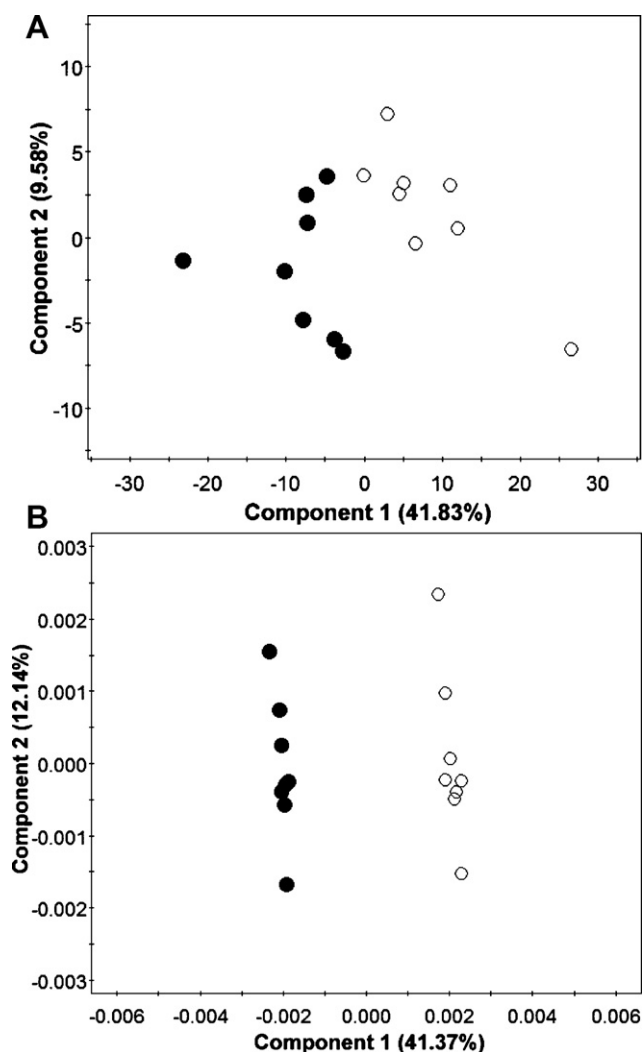 A
10
5
0
-5
-10
Component 2 (9.58%)
-30 -20 -10 0 10 20 30
Component 1 (41.83%)
B
0.003
0.002
0.001
0.000
-0.001
-0.002
-0.003
Component 2 (12.14%)
-0.006 -0.004 -0.002 0.000 0.002 0.004 0.006
Component 1 (41.37%)